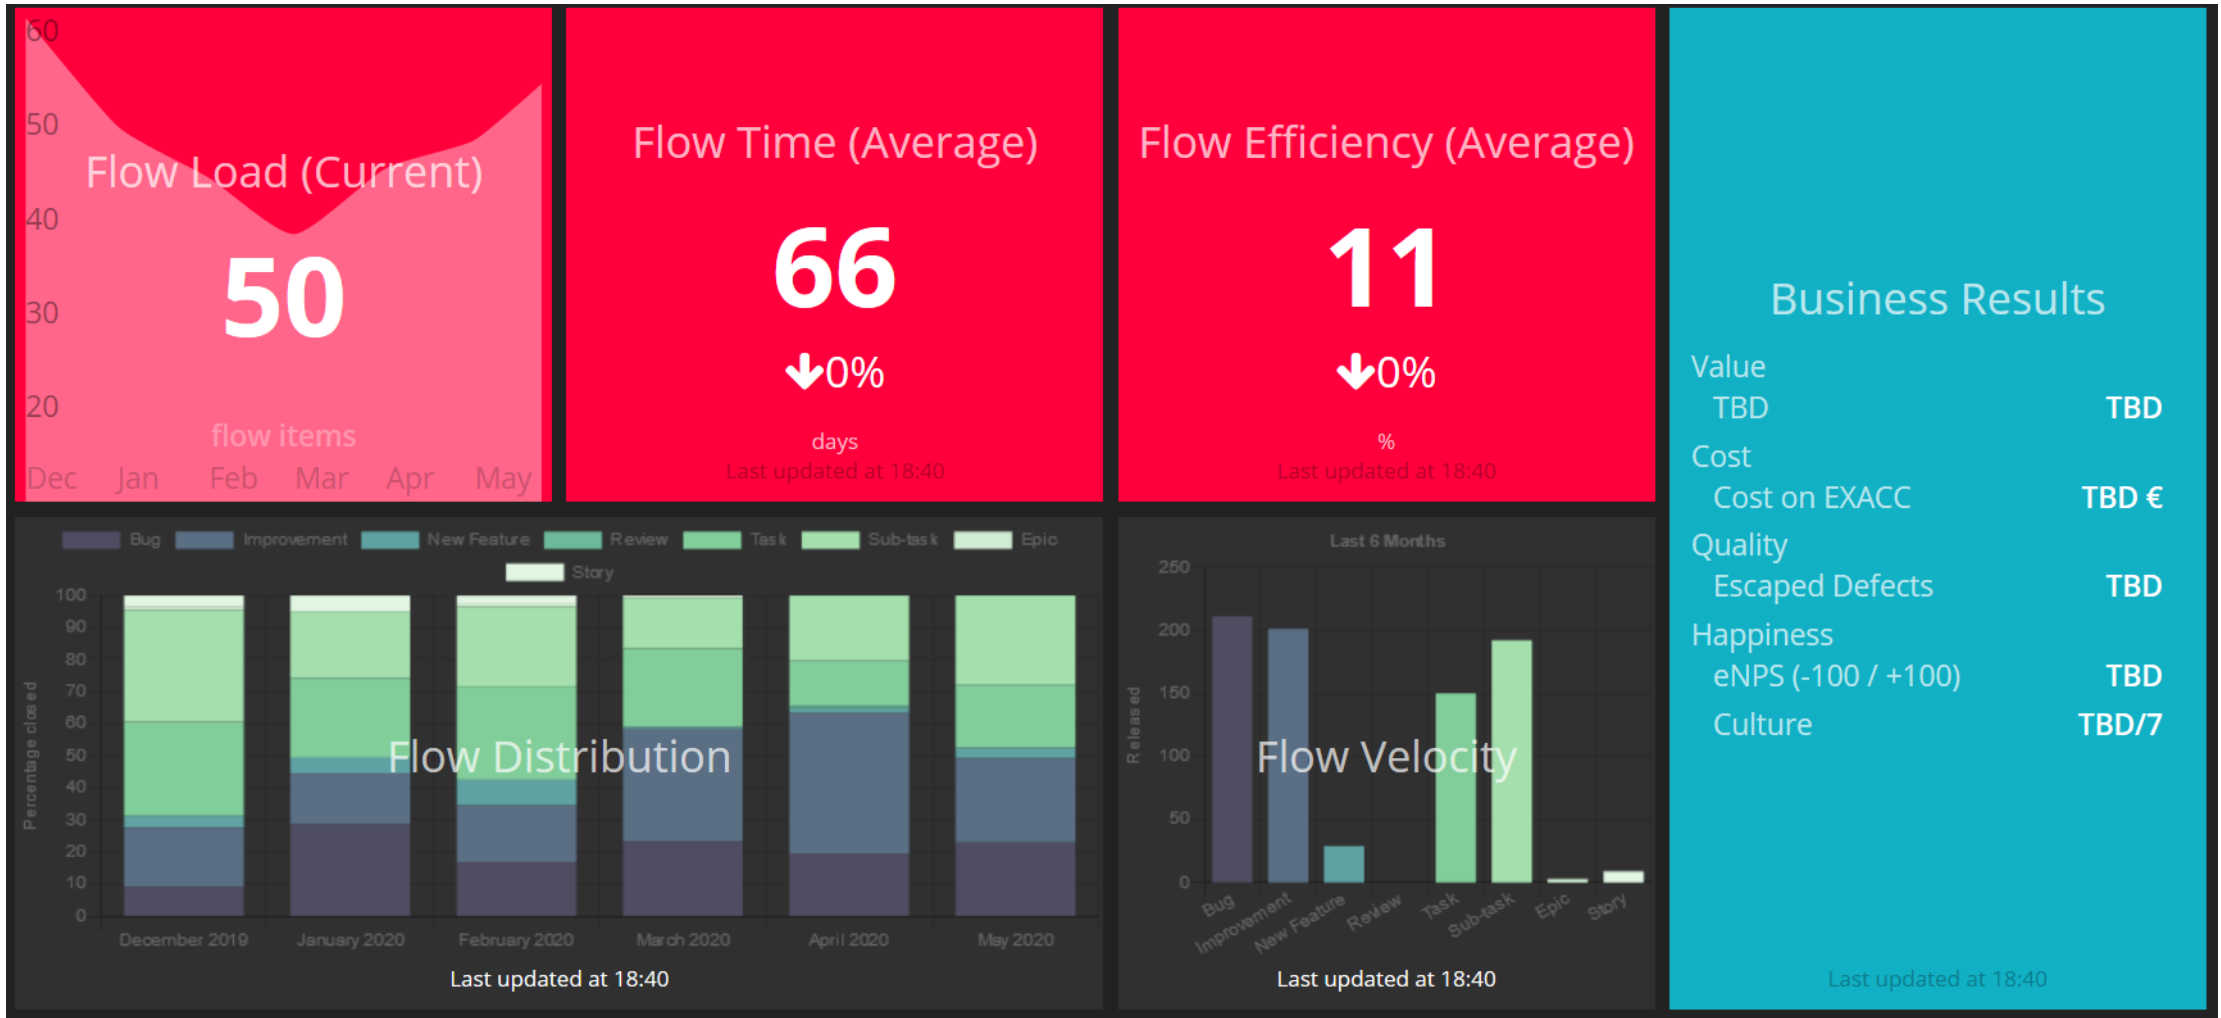 60
50
Flow Load (Current)
40
50
30
20
flow items
Dec Jan Feb Mar Apr May
Flow Time (Average)
66
0%
days
Last updated at 18:40
Flow Efficiency (Average)
11
0%
%
Last updated at 18:40
Business Results
Value
TBD TBD
Cost
Cost on EXACC TBD €
Quality
Escaped Defects TBD
Happiness
eNPS (-100 / +100) TBD
Culture TBD/7
Last updated at 18:40
Bug Improvement New Feature Review Task Sub-task Epic
Story
Percentage closed
100
90
80
70
60
50
40
30
20
10
0
Flow Distribution
December 2019 January 2020 February 2020 March 2020 April 2020 May 2020
Last updated at 18:40
Last 6 Months
Released
250
200
150
100
50
0
Flow Velocity
Bug Improvement New Feature Review Task Sub-task Epic Story
Last updated at 18:40